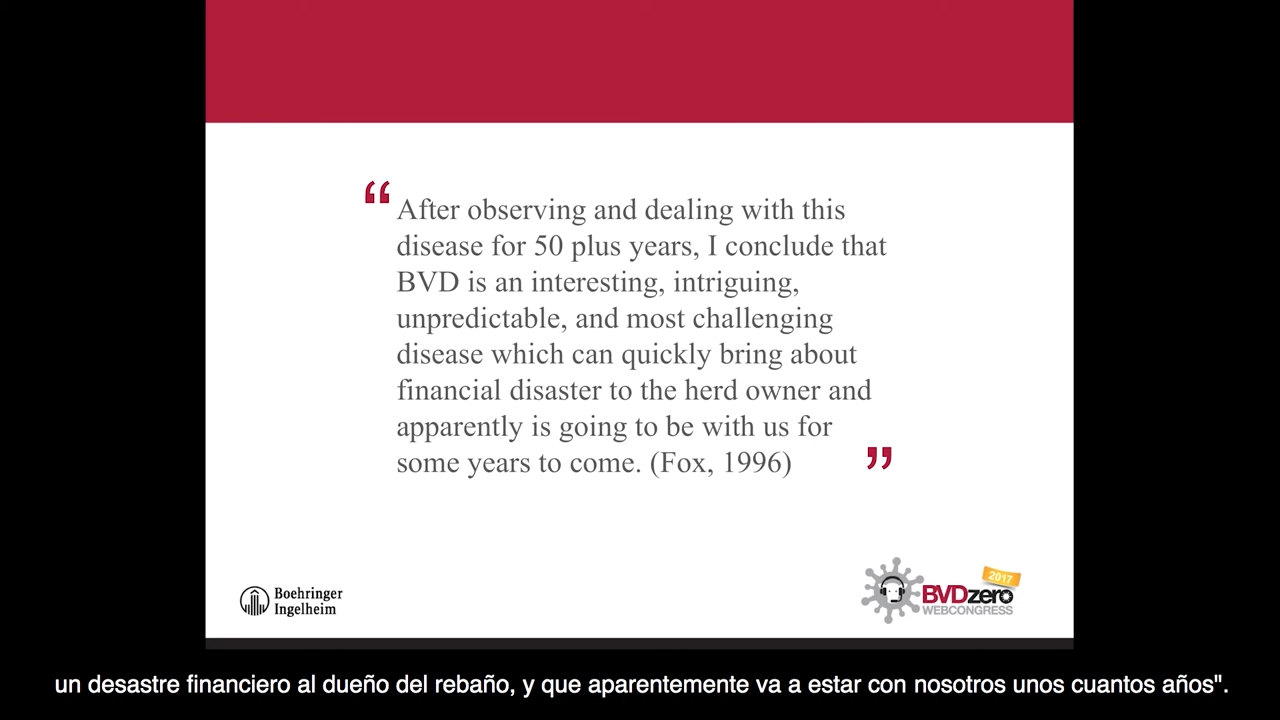 “ After observing and dealing with this
disease for 50 plus years, I conclude that
BVD is an interesting, intriguing,
unpredictable, and most challenging
disease which can quickly bring about
financial disaster to the herd owner and
apparently is going to be with us for
some years to come. (Fox, 1996) ”
Boehringer
Ingelheim
2017
BVDzero
WEBCONGRESS
un desastre financiero al dueño del rebaño, y que aparentemente va a estar con nosotros unos cuantos años".